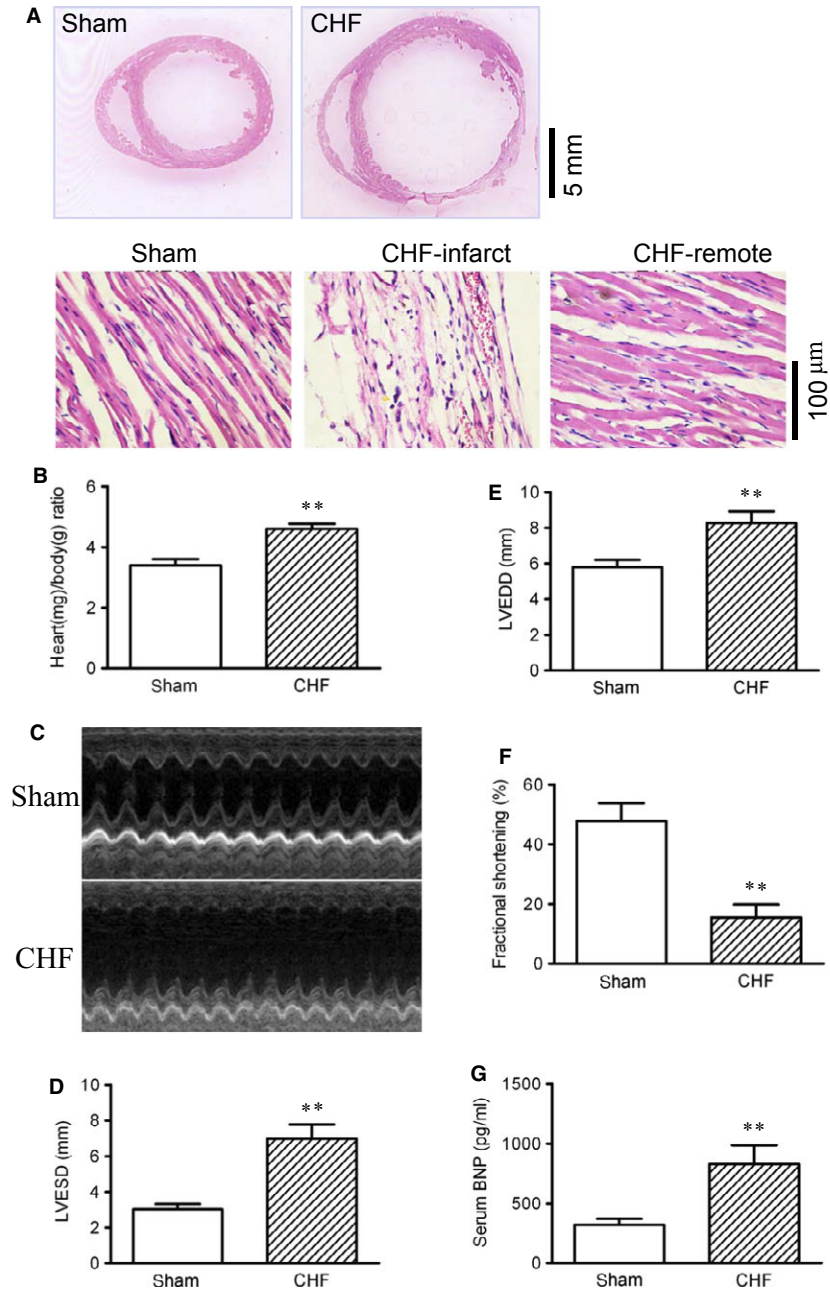 A
Sham
CHF
5 mm
Sham
CHF-infarct
CHF-remote
100 μm
B
Heart(mg)/body(g) ratio
6
4
2
0
**
Sham
CHF
E
LVEDD (mm)
10
8
6
4
2
0
**
Sham
CHF
C
Sham
CHF
F
Fractional shortening (%)
60
40
20
0
**
Sham
CHF
D
LVESD (mm)
10
8
6
4
2
0
**
Sham
CHF
G
Serum BNP (pg/ml)
1500
1000
500
0
**
Sham
CHF